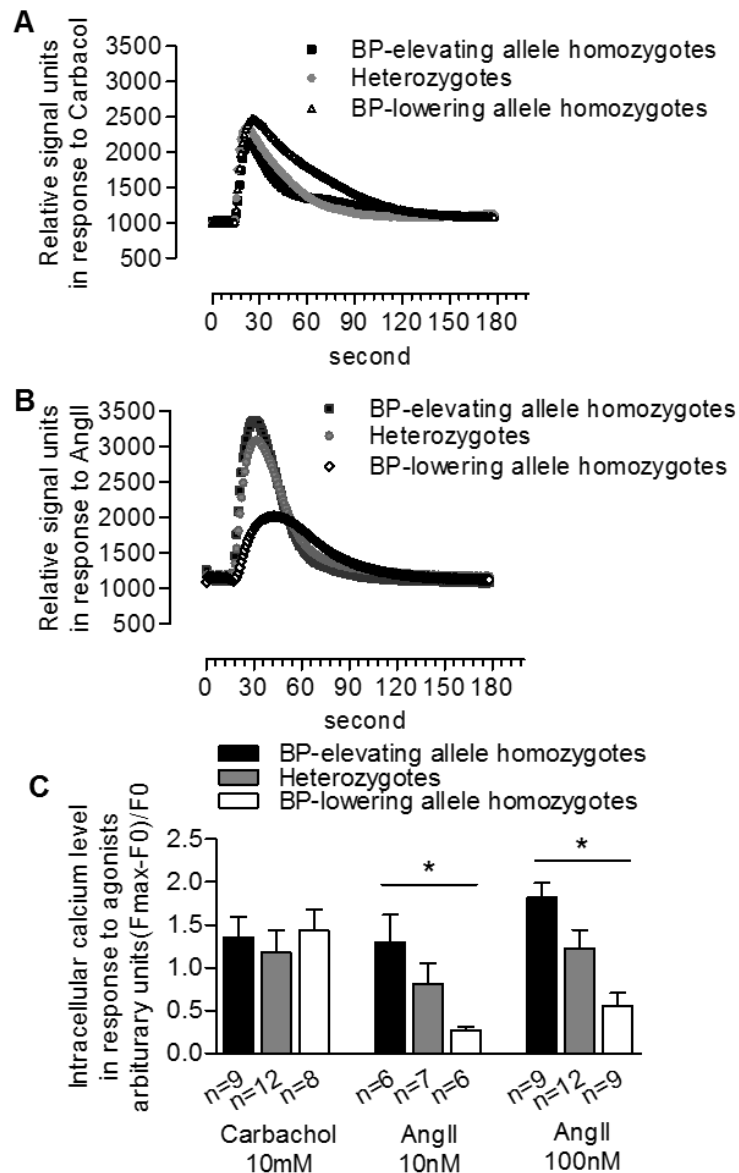 A
Relative signal units
in response to Carbacol
3500
3000
2500
2000
1500
1000
500
BP-elevating allele homozygotes
Heterozygotes
BP-lowering allele homozygotes
0 30 60 90 120 150 180
second
B
Relative signal units
in response to AngII
3500
3000
2500
2000
1500
1000
500
BP-elevating allele homozygotes
Heterozygotes
BP-lowering allele homozygotes
0 30 60 90 120 150 180
second
C
BP-elevating allele homozygotes
Heterozygotes
BP-lowering allele homozygotes
Intracellular calcium level
in response to agonists
arbiturary units(Fmax-F0)/F0
2.5
2.0
1.5
1.0
0.5
0.0
* *
n=9 n=12 n=8 n=6 n=7 n=6 n=9 n=12 n=9
Carbachol AngII AngII
10mM 10nM 100nM